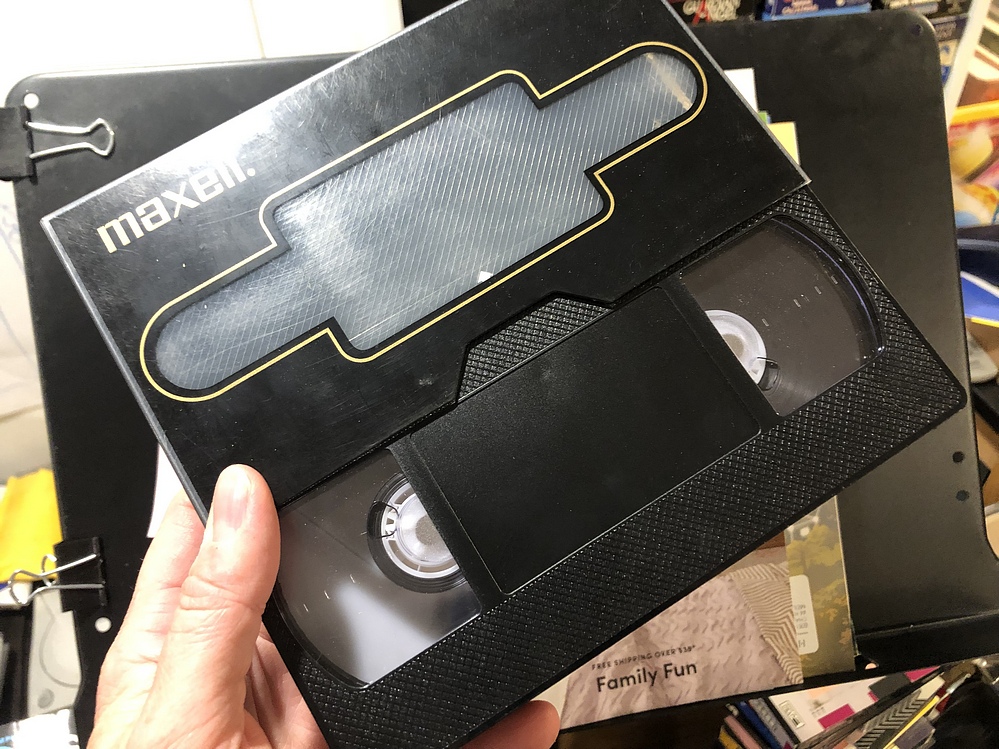 maxell.
FREE SHIPPING OVER $35*
Family Fun